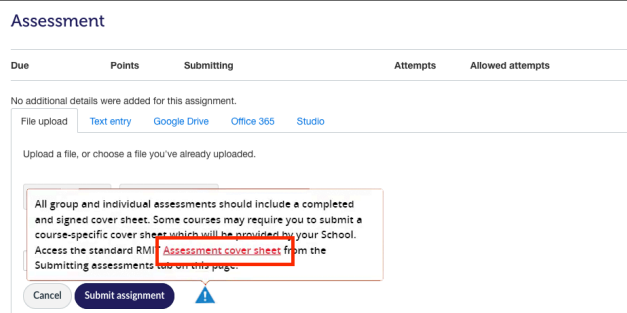 Assessment
Due Points Submitting Attempts Allowed attempts
No additional details were added for this assignment.
File upload Text entry Google Drive Office 365 Studio
Upload a file, or choose a file you've already uploaded.
All group and individual assessments should include a completed
and signed cover sheet. Some courses may require you to submit a
course-specific cover sheet which will be provided by your School.
Access the standard RMIT Assessment cover sheet from the
Submitting assessments tab on this page.
Cancel Submit assignment